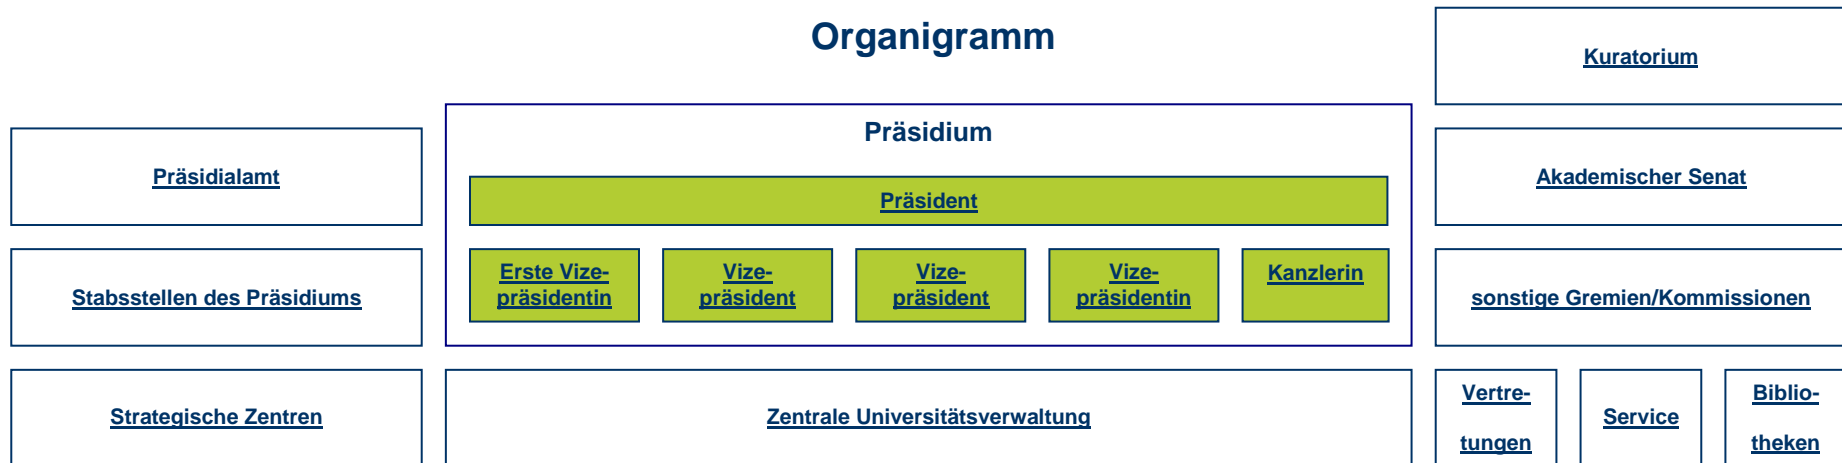 Organigramm
Kuratorium
Präsidium
Präsidialamt
Präsident
Akademischer Senat
Stabsstellen des Präsidiums
Erste Vize-
präsidentin
Vize-
präsident
Vize-
präsident
Vize-
präsidentin
Kanzlerin
sonstige Gremien/Kommissionen
Strategische Zentren
Zentrale Universitätsverwaltung
Vertre-
tungen
Service
Biblio-
theken